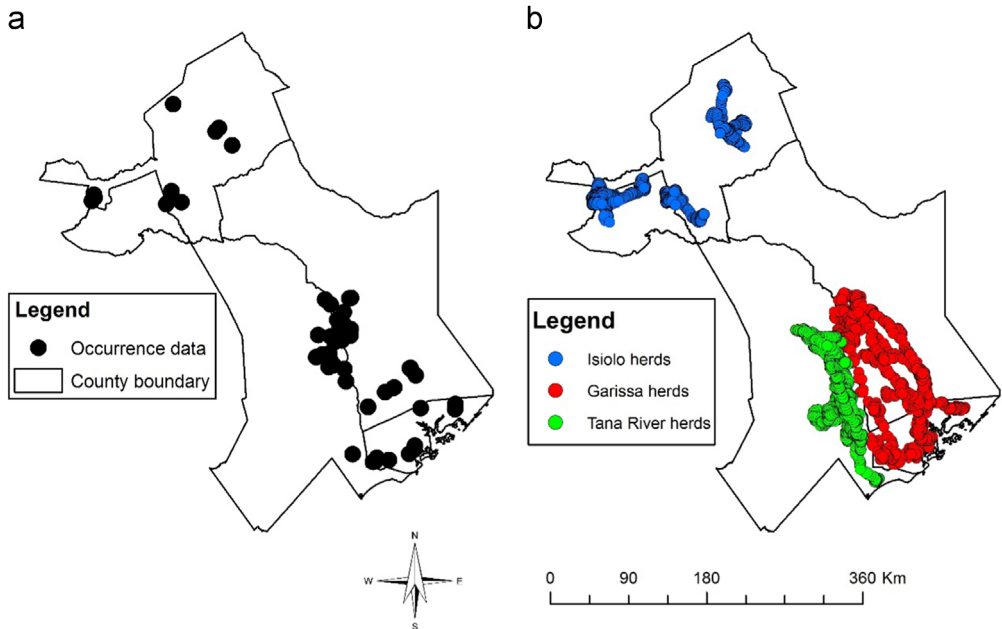 a
b
Legend
Occurrence data
County boundary
Legend
Isiolo herds
Garissa herds
Tana River herds
N
W
E
S
0
90
180
360 Km